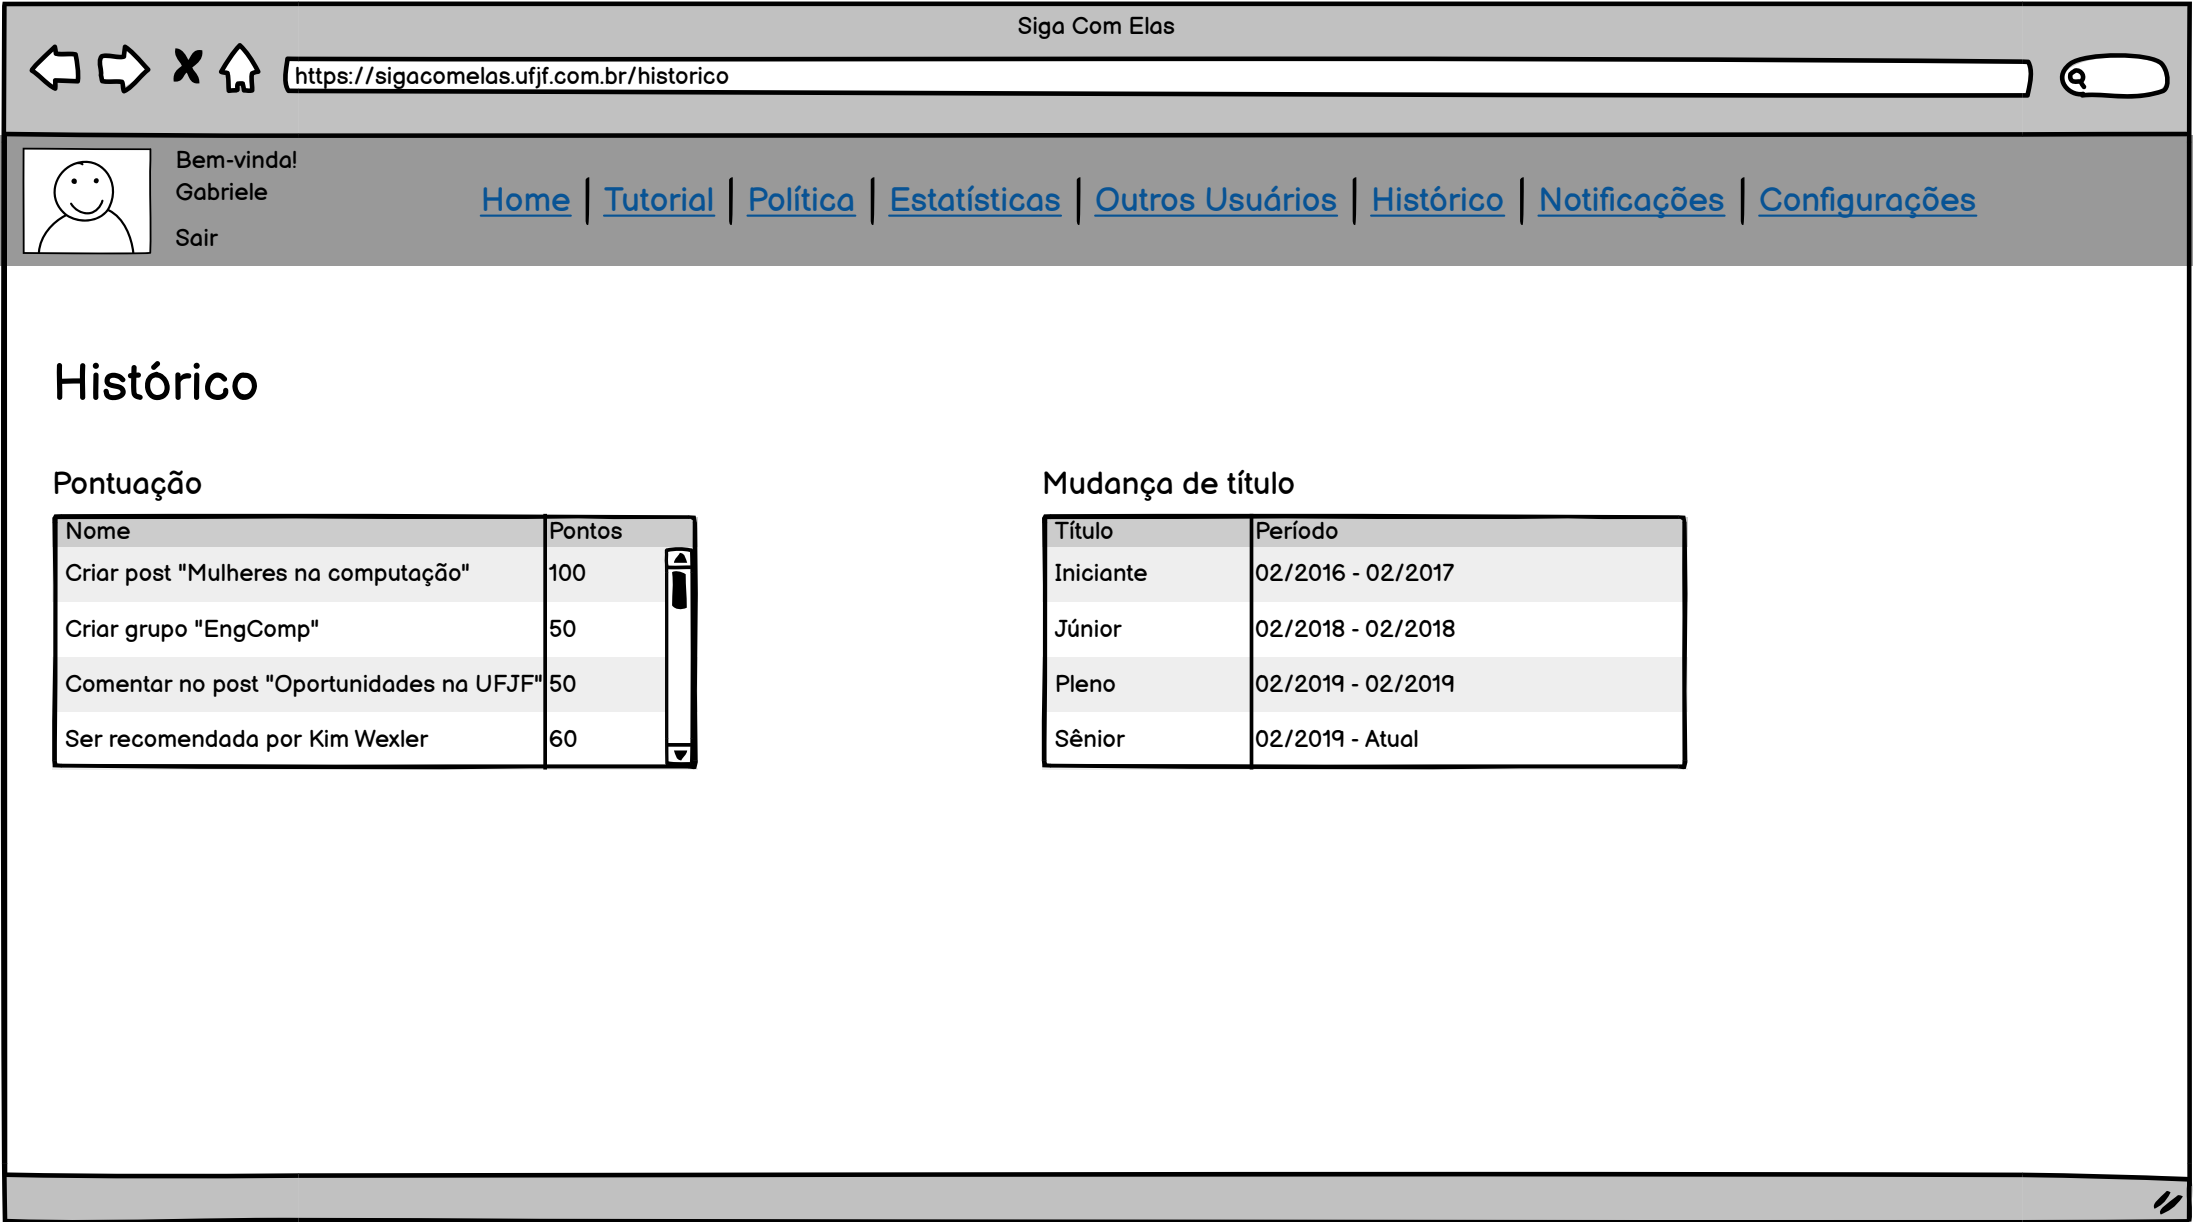 Siga Com Elas
https://sigacomelas.ufjf.com.br/historico
Bem-vinda!
Gabriele
Sair
Home | Tutorial | Política | Estatísticas | Outros Usuários | Histórico | Notificações | Configurações
Histórico
Pontuação
Nome Pontos
Criar post "Mulheres na computação" 100
Criar grupo "EngComp" 50
Comentar no post "Oportunidades na UFJF" 50
Ser recomendada por Kim Wexler 60
Mudança de título
Título Período
Iniciante 02/2016 - 02/2017
Júnior 02/2018 - 02/2018
Pleno 02/2019 - 02/2019
Sênior 02/2019 - Atual